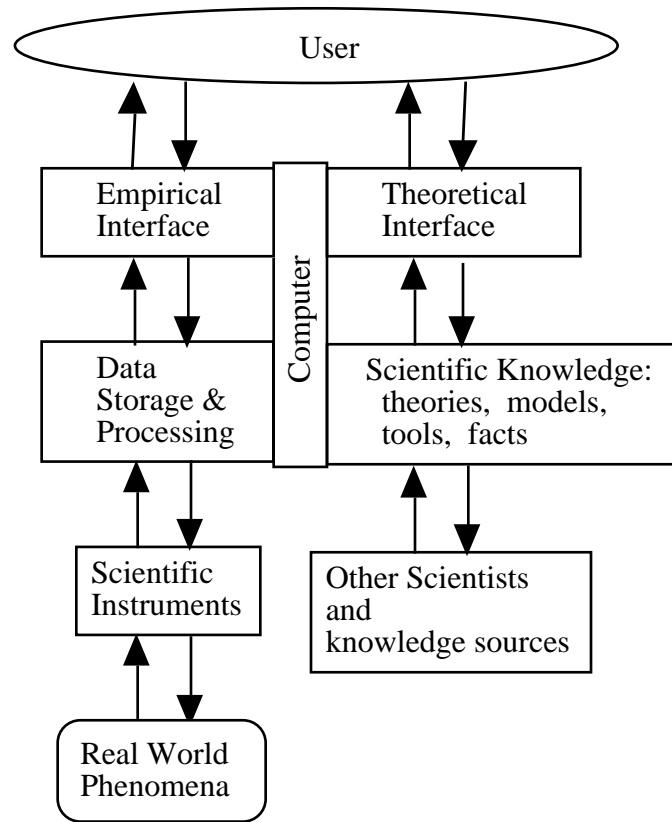 User
Empirical
Interface
Computer
Theoretical
Interface
Data
Storage &
Processing
Scientific Knowledge:
theories, models,
tools, facts
Scientific
Instruments
Other Scientists
and
knowledge sources
Real World
Phenomena